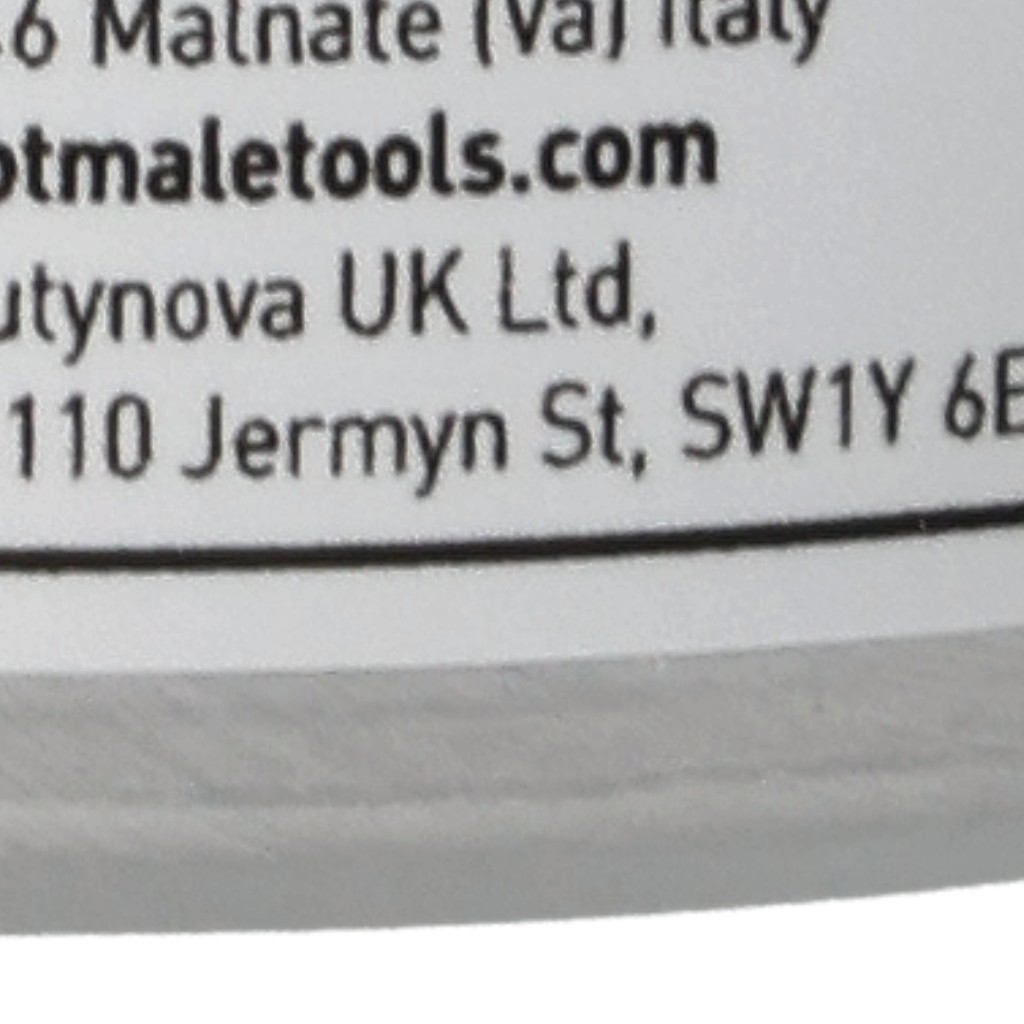 6 Malnate (Va) Italy
otmaletools.com
utynova UK Ltd,
110 Jermyn St, SW1Y 6E